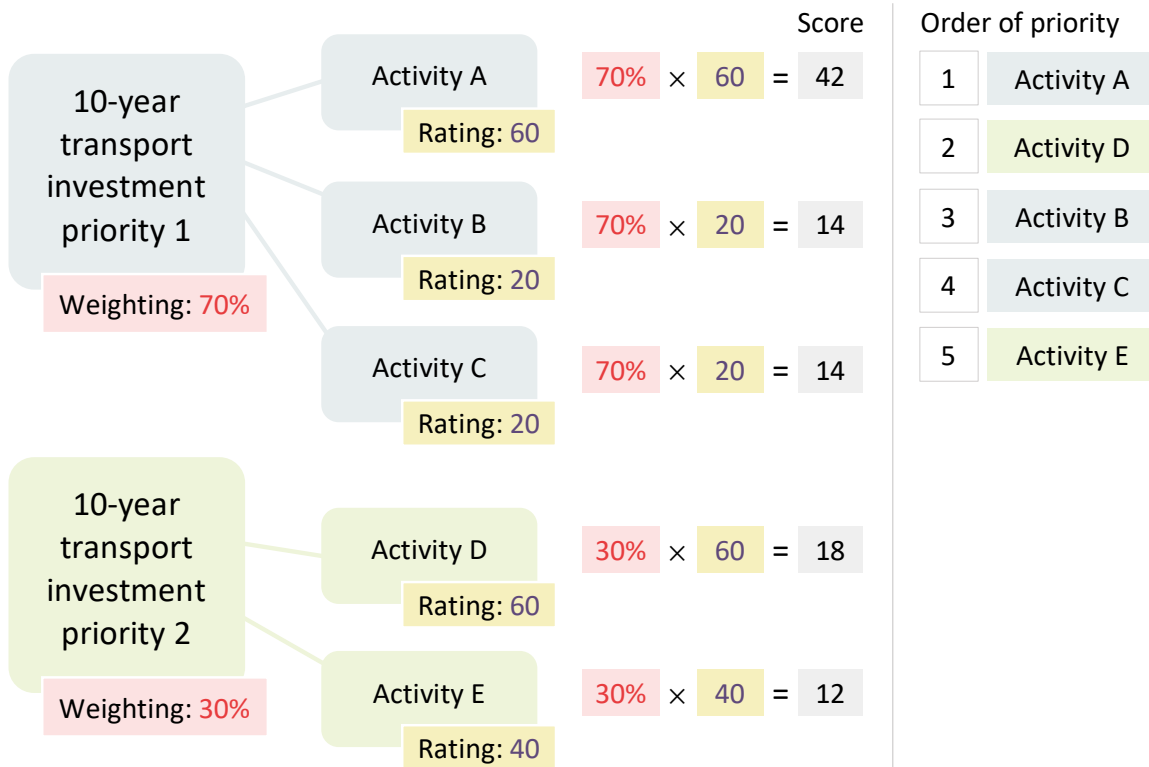 Score
Order of priority
10-year
transport
investment
priority 1
Weighting: 70%
Activity A
Rating: 60
70% × 60 = 42
Activity B
Rating: 20
70% × 20 = 14
Activity C
Rating: 20
70% × 20 = 14
10-year
transport
investment
priority 2
Weighting: 30%
Activity D
Rating: 60
30% × 60 = 18
Activity E
Rating: 40
30% × 40 = 12
1 Activity A
2 Activity D
3 Activity B
4 Activity C
5 Activity E